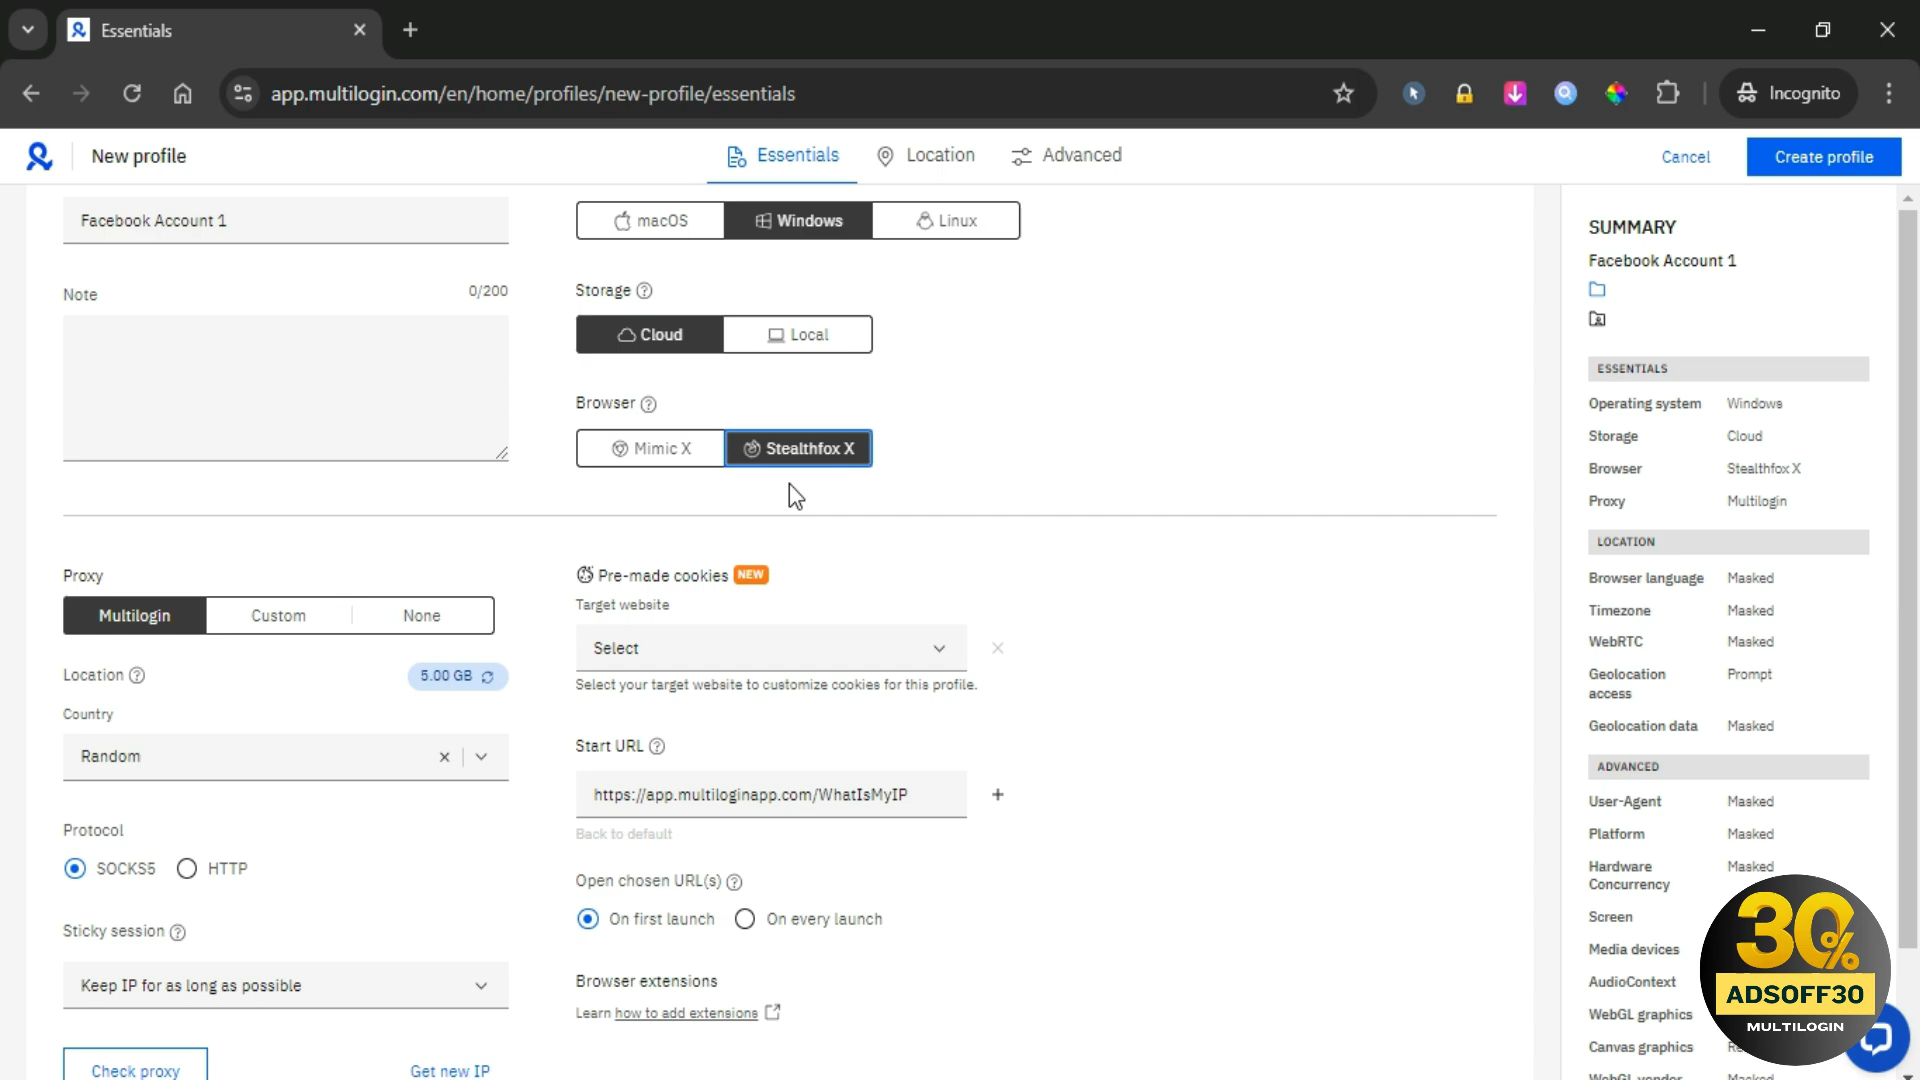 Essentials
app.multilogin.com/en/home/profiles/new-profile/essentials
Incognito
New profile
Essentials
Location
Advanced
Cancel
Create profile
Facebook Account 1
macOS
Windows
Linux
Note
0/200
Storage
Cloud
Local
Browser
Mimic X
Stealthfox X
Proxy
Multilogin
Custom
None
Location
5.00 GB
Country
Random
Protocol
SOCKS5
HTTP
Sticky session
Keep IP for as long as possible
Check proxy
Get new IP
Pre-made cookies NEW
Target website
Select
Select your target website to customize cookies for this profile.
Start URL
https://app.multiloginapp.com/WhatIsMyIP
Back to default
Open chosen URL(s)
On first launch
On every launch
Browser extensions
Learn how to add extensions
SUMMARY
Facebook Account 1
ESSENTIALS
Operating system Windows
Storage Cloud
Browser Stealthfox X
Proxy Multilogin
LOCATION
Browser language Masked
Timezone Masked
WebRTC Masked
Geolocation access Prompt
Geolocation data Masked
ADVANCED
User-Agent Masked
Platform Masked
Hardware Concurrency Masked
Screen
Media devices
AudioContext
WebGL graphics
Canvas graphics
WebGL vendor Masked
30%
ADSOFF30
MULTILOGIN